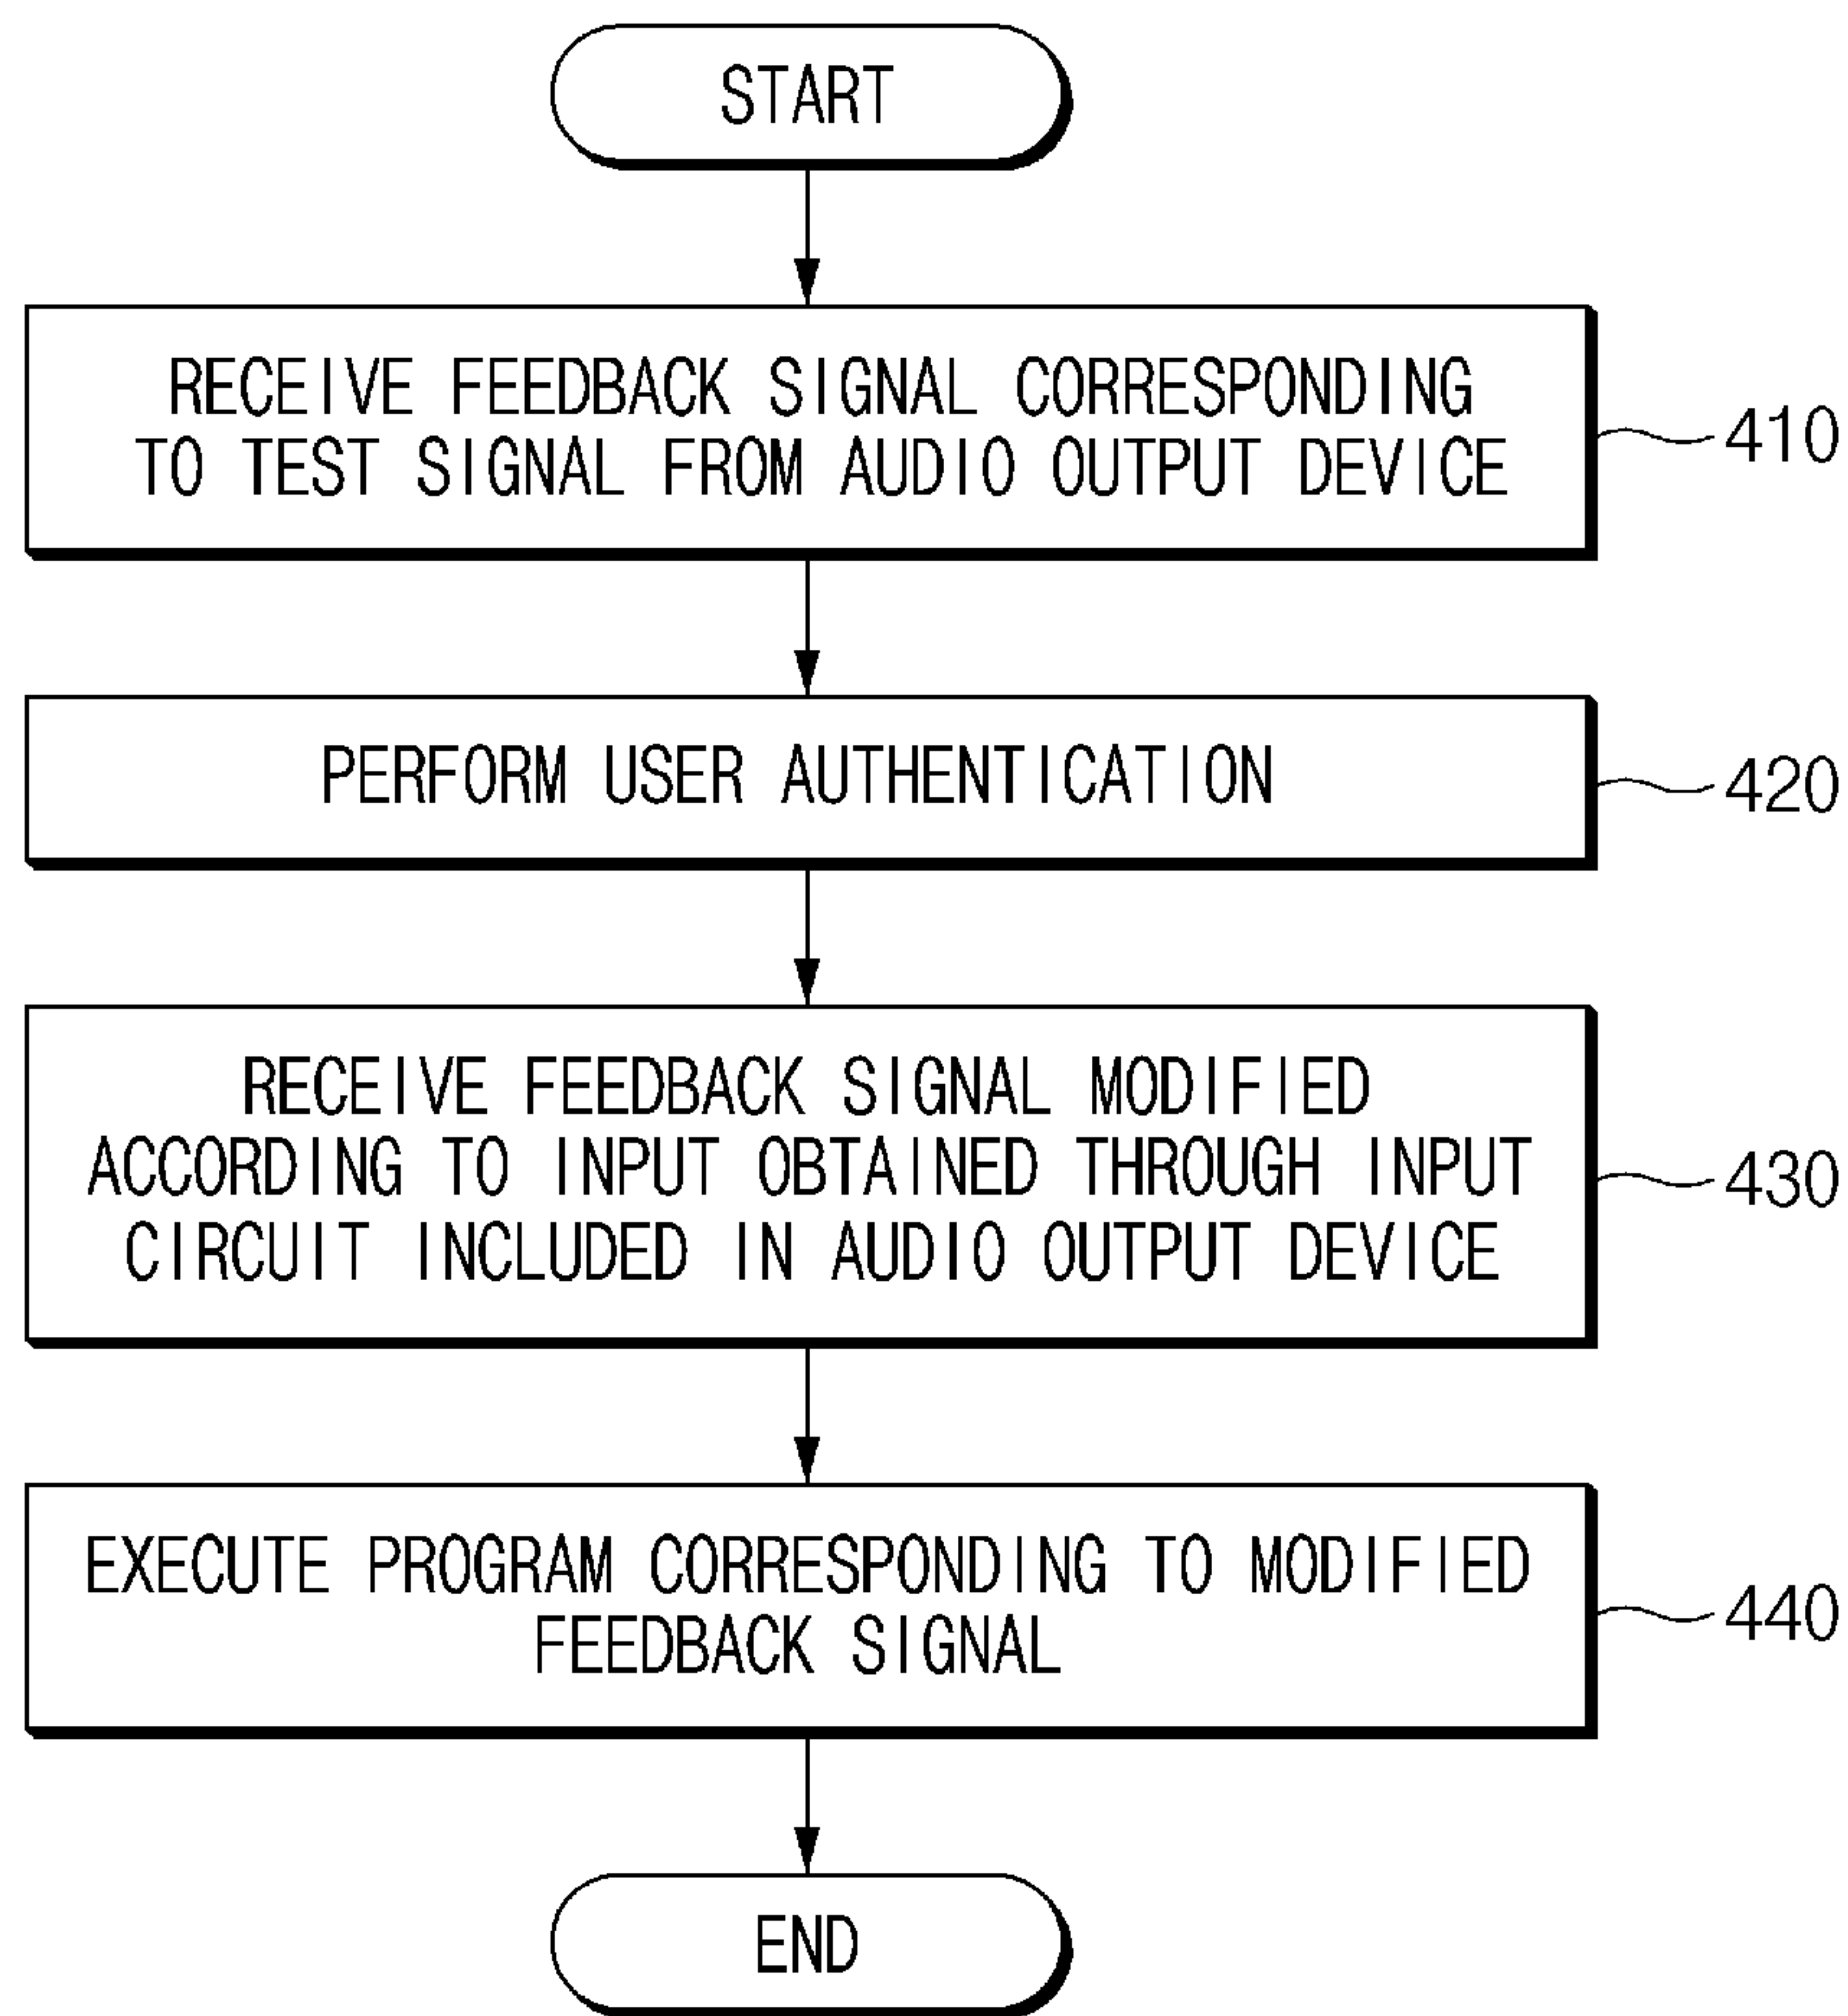 START
RECEIVE FEEDBACK SIGNAL CORRESPONDING
TO TEST SIGNAL FROM AUDIO OUTPUT DEVICE
410
PERFORM USER AUTHENTICATION
420
RECEIVE FEEDBACK SIGNAL MODIFIED
ACCORDING TO INPUT OBTAINED THROUGH INPUT
CIRCUIT INCLUDED IN AUDIO OUTPUT DEVICE
430
EXECUTE PROGRAM CORRESPONDING TO MODIFIED
FEEDBACK SIGNAL
440
END